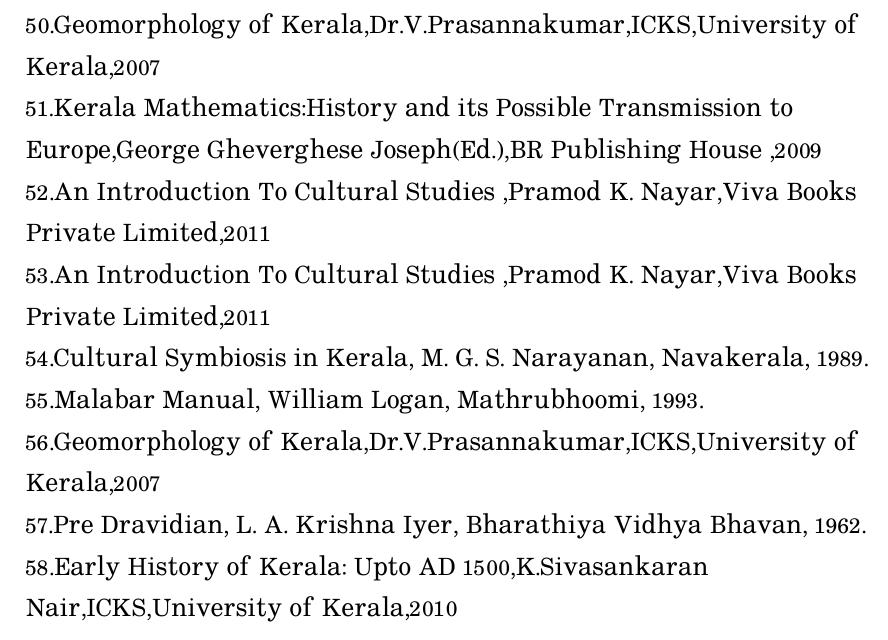 50.Geomorphology of Kerala,Dr.V.Prasannakumar,ICKS,University of
Kerala,2007
51.Kerala Mathematics:History and its Possible Transmission to
Europe,George Gheverghese Joseph(Ed.),BR Publishing House ,2009
52.An Introduction To Cultural Studies ,Pramod K. Nayar,Viva Books
Private Limited,2011
53.An Introduction To Cultural Studies ,Pramod K. Nayar,Viva Books
Private Limited,2011
54.Cultural Symbiosis in Kerala, M. G. S. Narayanan, Navakerala, 1989.
55.Malabar Manual, William Logan, Mathrubhoomi, 1993.
56.Geomorphology of Kerala,Dr.V.Prasannakumar,ICKS,University of
Kerala,2007
57.Pre Dravidian, L. A. Krishna Iyer, Bharathiya Vidhya Bhavan, 1962.
58.Early History of Kerala: Upto AD 1500,K.Sivasankaran
Nair,ICKS,University of Kerala,2010